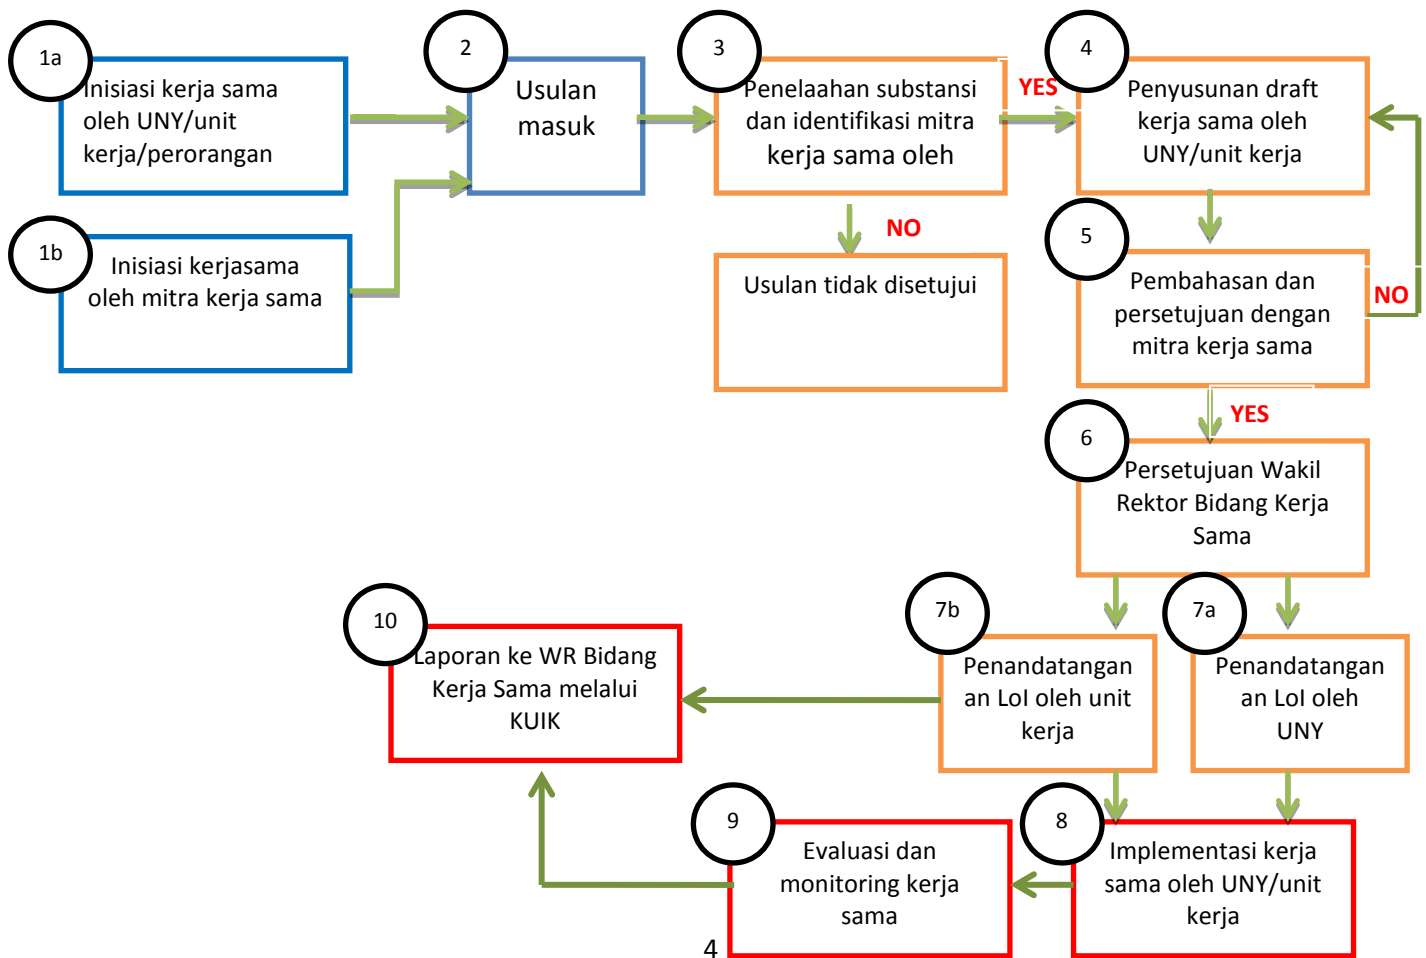 1a
Inisiasi kerja sama
oleh UNY/unit
kerja/perorangan
1b
Inisiasi kerjasama
oleh mitra kerja sama
2
Usulan
masuk
3
Penelaahan substansi
dan identifikasi mitra
kerja sama oleh
YES
NO
Usulan tidak disetujui
4
Penyusunan draft
kerja sama oleh
UNY/unit kerja
5
Pembahasan dan
persetujuan dengan
mitra kerja sama
NO
YES
6
Persetujuan Wakil
Rektor Bidang Kerja
Sama
7b
Penandatangan
an LoI oleh unit
kerja
7a
Penandatangan
an LoI oleh
UNY
10
Laporan ke WR Bidang
Kerja Sama melalui
KUIK
9
Evaluasi dan
monitoring kerja
sama
8
Implementasi kerja
sama oleh UNY/unit
kerja
4